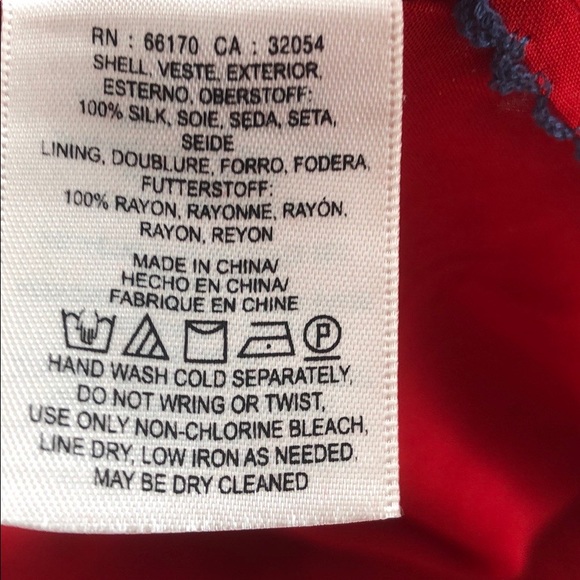 RN : 66170 CA : 32054
SHELL, VESTE, EXTERIOR,
ESTERNO, OBERSTOFF:
100% SILK, SOIE, SEDA, SETA,
SEIDE
LINING, DOUBLURE, FORRO, FODERA,
FUTTERSTOFF:
100% RAYON, RAYONNE, RAYÓN,
RAYON, REYON
MADE IN CHINA/
HECHO EN CHINA/
FABRIQUE EN CHINE
P
HAND WASH COLD SEPARATELY,
DO NOT WRING OR TWIST,
USE ONLY NON-CHLORINE BLEACH,
LINE DRY, LOW IRON AS NEEDED,
MAY BE DRY CLEANED